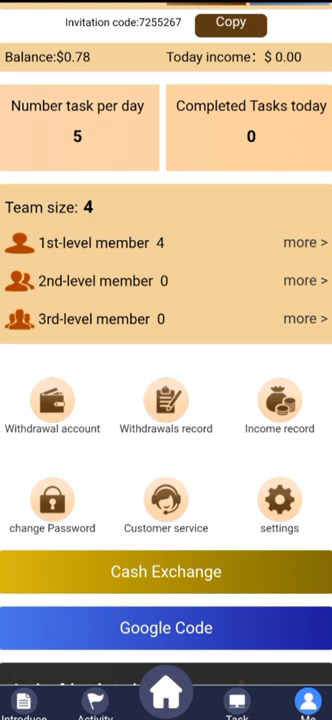 Invitation code:7255267 Copy
Balance:$0.78 Today income： $ 0.00
Number task per day Completed Tasks today
5 0
Team size: 4
1st-level member 4 more >
2nd-level member 0 more >
3rd-level member 0 more >
Withdrawal account Withdrawals record Income record
change Password Customer service settings
Cash Exchange
Google Code
Introduce Activity Task Me